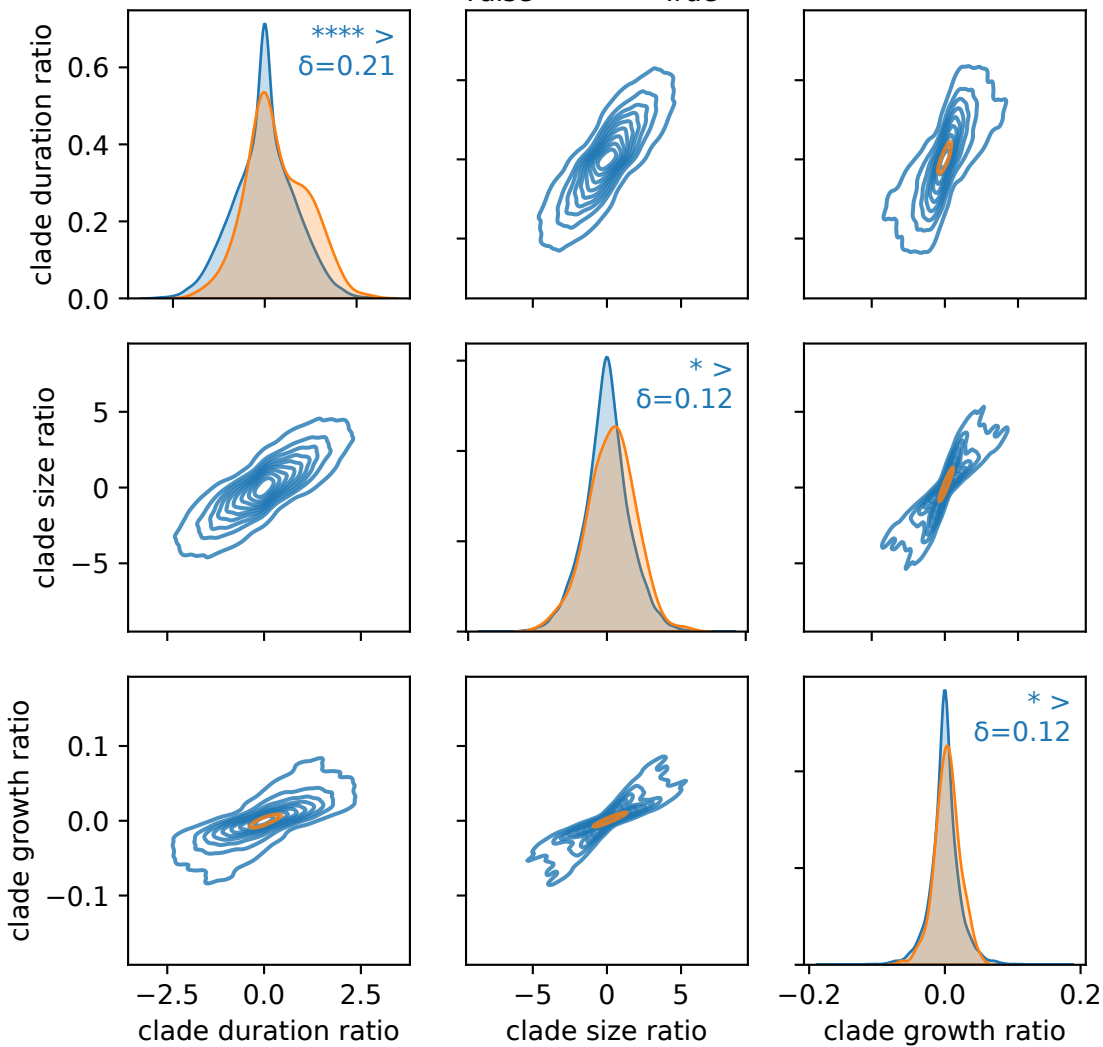 **** >
δ=0.21
clade duration ratio
0.6
0.4
0.2
0.0
* >
δ=0.12
clade size ratio
5
0
−5
* >
δ=0.12
clade growth ratio
0.1
0.0
−0.1
−2.5 0.0 2.5
−5 0 5
−0.2 0.0 0.2
clade duration ratio
clade size ratio
clade growth ratio